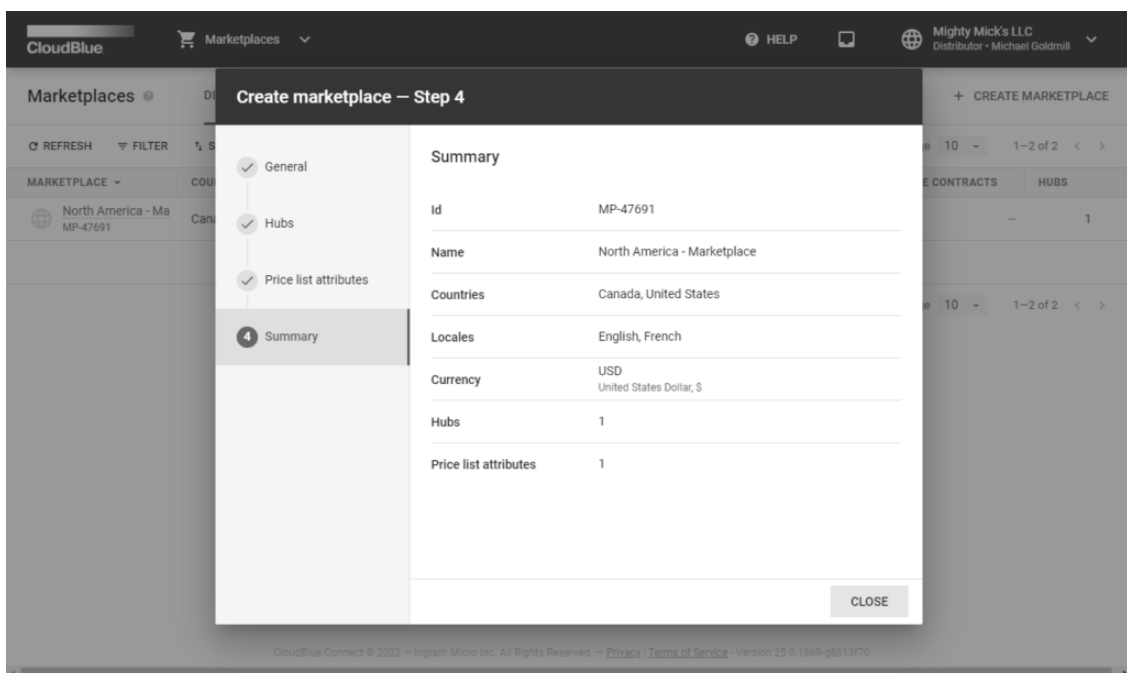 CloudBlue
Marketplaces
HELP
Mighty Mick's LLC
Distributor • Michael Goldmill
Marketplaces
+ CREATE MARKETPLACE
Create marketplace — Step 4
REFRESH
FILTER
10
1–2 of 2
MARKETPLACE
CONTRACTS
HUBS
North America - Ma
MP-47691
–
1
10
1–2 of 2
General
Hubs
Price list attributes
4 Summary
Summary
Id MP-47691
Name North America - Marketplace
Countries Canada, United States
Locales English, French
Currency USD
United States Dollar, $
Hubs 1
Price list attributes 1
CLOSE
CloudBlue Connect © 2022 – Ingram Micro Inc. All Rights Reserved. – Privacy | Terms of Service - Version 25.0.1869-g8613f70